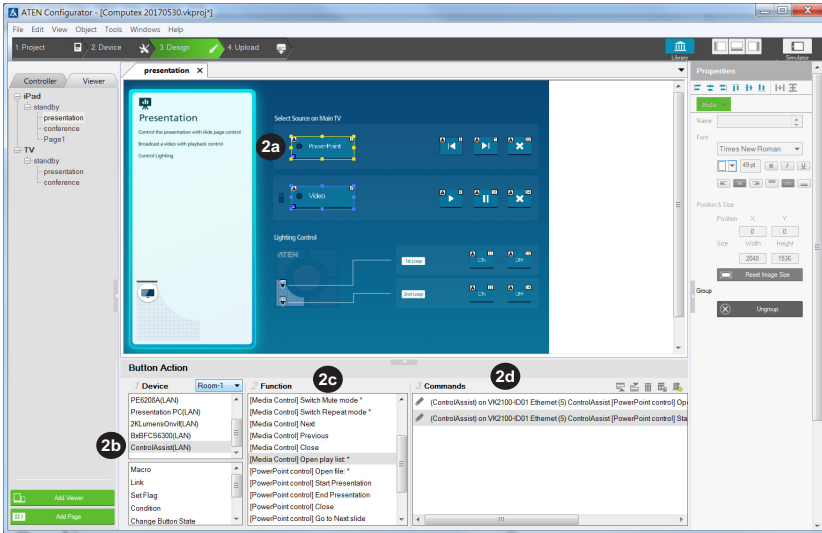 ATEN Configurator - [Computex 20170530.vkproj*]
File Edit View Object Tools Windows Help
1. Project 2. Device 3. Design 4. Upload Library Simulator
Controller Viewer
iPad
standby
presentation
conference
Page1
TV
standby
presentation
conference
Add Viewer
Add Page
presentation X
Presentation
Control the presentation with slide page control
Broadcast a video with playback control
Control Lighting
Select Source on Main TV
2a
PowerPoint
Video
Lighting Control
ATEN
1st Loop ON OFF
2nd Loop ON OFF
Button Action
1 Device Room-1
2b
PE6208A(LAN)
Presentation PC(LAN)
2KLumensOnvif(LAN)
BxBFCS6300(LAN)
ControlAssist(LAN)
Macro
Link
Set Flag
Condition
Change Button State
2 Function 2c
[Media Control] Switch Mute mode *
[Media Control] Switch Repeat mode *
[Media Control] Next
[Media Control] Previous
[Media Control] Close
[Media Control] Open play list: *
[PowerPoint control] Open file: *
[PowerPoint control] Start Presentation
[PowerPoint control] End Presentation
[PowerPoint control] Close
[PowerPoint control] Go to Next slide
3 Commands 2d
(ControlAssist) on VK2100-ID01 Ethernet (5) ControlAssist [PowerPoint control] Ope
(ControlAssist) on VK2100-ID01 Ethernet (5) ControlAssist [PowerPoint control] Sta
Properties
Mode
Name
Font
Times New Roman
49 pt B I U
Position & Size
Position X Y
0 0
Size Width Height
2048 1536
Reset Image Size
Group
Ungroup